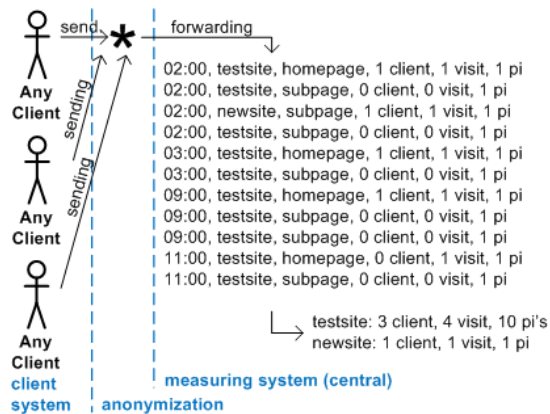 send
forwarding
*
Any
Client
sending
Any
Client
sending
Any
Client
02:00, testsite, homepage, 1 client, 1 visit, 1 pi
02:00, testsite, subpage, 0 client, 0 visit, 1 pi
02:00, newsite, subpage, 1 client, 1 visit, 1 pi
02:00, testsite, subpage, 0 client, 0 visit, 1 pi
03:00, testsite, homepage, 1 client, 1 visit, 1 pi
03:00, testsite, subpage, 0 client, 0 visit, 1 pi
09:00, testsite, homepage, 1 client, 1 visit, 1 pi
09:00, testsite, subpage, 0 client, 0 visit, 1 pi
09:00, testsite, subpage, 0 client, 0 visit, 1 pi
11:00, testsite, homepage, 0 client, 1 visit, 1 pi
11:00, testsite, subpage, 0 client, 0 visit, 1 pi
testsite: 3 client, 4 visit, 10 pi's
newsite: 1 client, 1 visit, 1 pi
client
system
anonymization
measuring system (central)